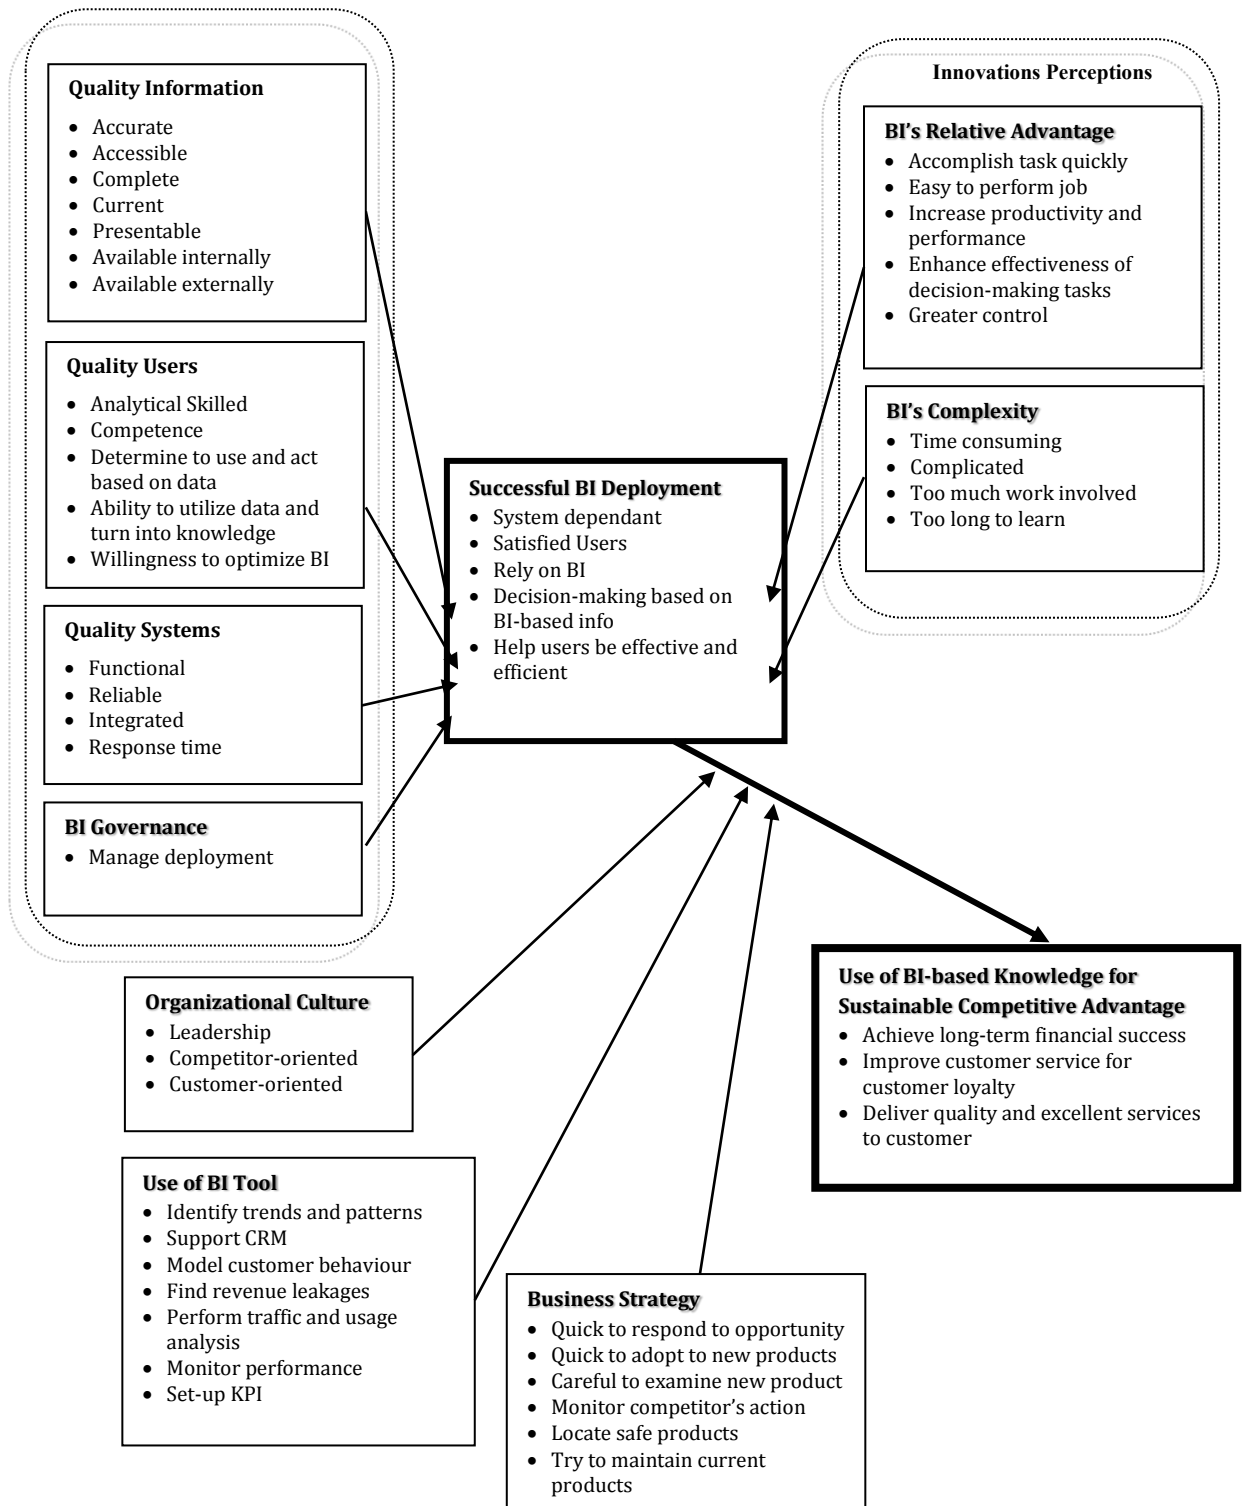 Quality Information
• Accurate
• Accessible
• Complete
• Current
• Presentable
• Available internally
• Available externally
Quality Users
• Analytical Skilled
• Competence
• Determine to use and act
based on data
• Ability to utilize data and
turn into knowledge
• Willingness to optimize BI
Quality Systems
• Functional
• Reliable
• Integrated
• Response time
BI Governance
• Manage deployment
Innovations Perceptions
BI's Relative Advantage
• Accomplish task quickly
• Easy to perform job
• Increase productivity and
performance
• Enhance effectiveness of
decision-making tasks
• Greater control
BI's Complexity
• Time consuming
• Complicated
• Too much work involved
• Too long to learn
Successful BI Deployment
• System dependant
• Satisfied Users
• Rely on BI
• Decision-making based on
BI-based info
• Help users be effective and
efficient
Organizational Culture
• Leadership
• Competitor-oriented
• Customer-oriented
Use of BI-based Knowledge for
Sustainable Competitive Advantage
• Achieve long-term financial success
• Improve customer service for
customer loyalty
• Deliver quality and excellent services
to customer
Use of BI Tool
• Identify trends and patterns
• Support CRM
• Model customer behaviour
• Find revenue leakages
• Perform traffic and usage
analysis
• Monitor performance
• Set-up KPI
Business Strategy
• Quick to respond to opportunity
• Quick to adopt to new products
• Careful to examine new product
• Monitor competitor's action
• Locate safe products
• Try to maintain current
products